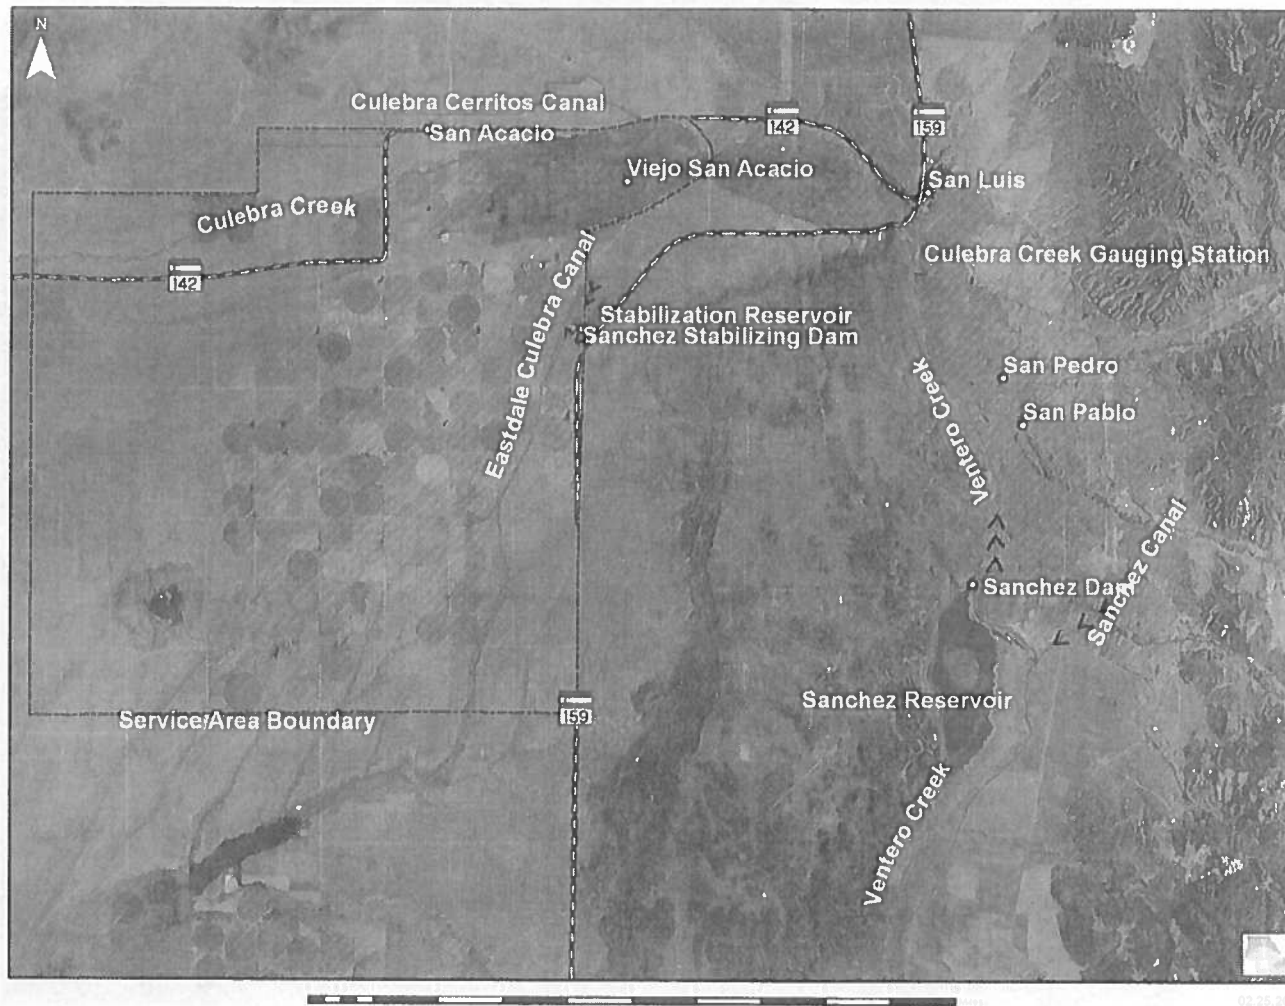 N
Culebra Cerritos Canal
San Acacio
142
159
Viejo San Acacio
San Luis
Culebra Creek
Culebra Creek Gauging Station
142
Eastdale Culebra Canal
Stabilization Reservoir
Sanchez Stabilizing Dam
San Pedro
San Pablo
Ventero Creek
Sanchez Canal
Sanchez Dam
Sanchez Reservoir
Service Area Boundary
159
Ventero Creek